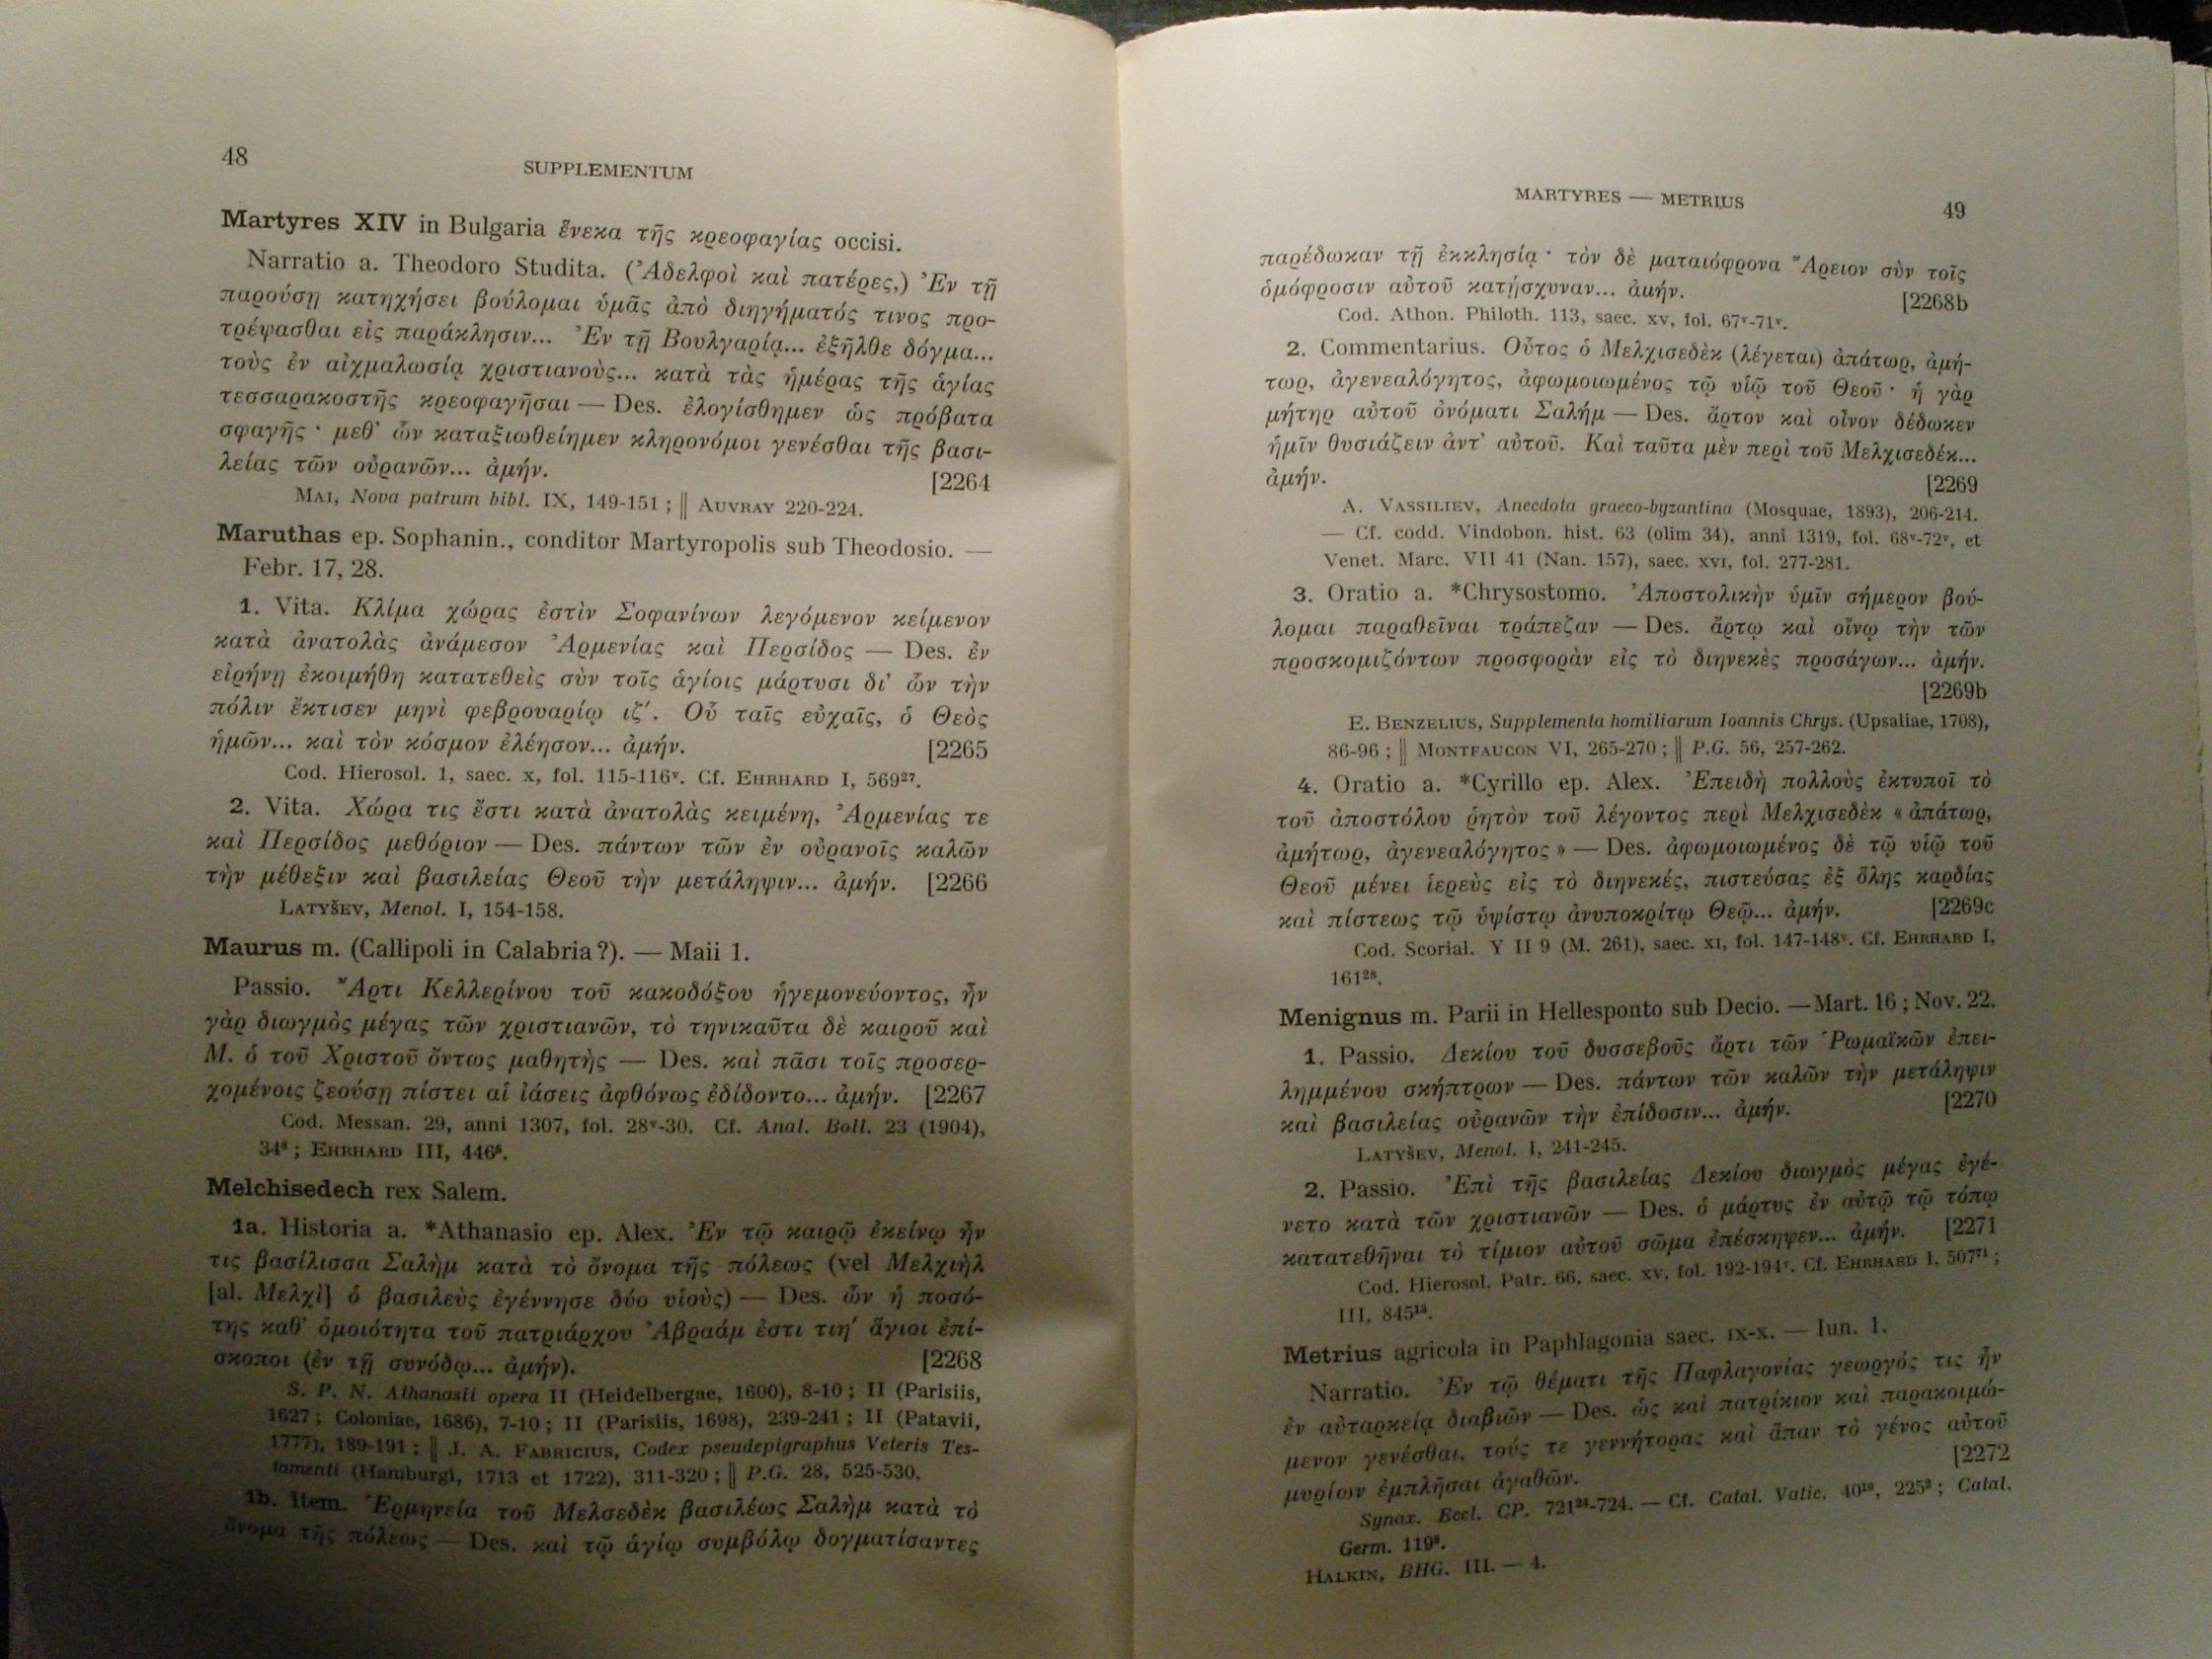 48
SUPPLEMENTUM
Martyres XIV in Bulgaria ἕνεκα τῆς κρεοφαγίας occisi.
Narratio a. Theodoro Studita. (Ἀδελφοὶ καὶ πατέρες,) Ἐν τῇ
παρούσῃ κατηχήσει βούλομαι ὑμᾶς ἀπὸ διηγήματός τινος προ-
τρέψασθαι εἰς παράκλησιν... Ἐν τῇ Βουλγαρίᾳ... ἐξῆλθε δόγμα...
τοὺς ἐν αἰχμαλωσίᾳ χριστιανοὺς... κατὰ τὰς ἡμέρας τῆς ἁγίας
τεσσαρακοστῆς κρεοφαγῆσαι — Des. ἐλογίσθημεν ὡς πρόβατα
σφαγῆς · μεθ' ὧν καταξιωθείημεν κληρονόμοι γενέσθαι τῆς βασι-
λείας τῶν οὐρανῶν... ἀμήν. [2264
MAI, Nova patrum bibl. IX, 149-151 ; || AUVRAY 220-224.
Maruthas ep. Sophanin., conditor Martyropolis sub Theodosio. —
Febr. 17, 28.
1. Vita. Κλίμα χώρας ἐστὶν Σοφανίνων λεγόμενον κείμενον
κατὰ ἀνατολὰς ἀνάμεσον Ἀρμενίας καὶ Περσίδος — Des. ἐν
εἰρήνῃ ἐκοιμήθη κατατεθεὶς σὺν τοῖς ἁγίοις μάρτυσι δι' ὧν τὴν
πόλιν ἔκτισεν μηνὶ φεβρουαρίῳ ιζ′. Οὗ ταῖς εὐχαῖς, ὁ Θεὸς
ἡμῶν... καὶ τὸν κόσμον ἐλέησον... ἀμήν. [2265
Cod. Hierosol. 1, saec. x, fol. 115-116ᵛ. Cf. EHRHARD I, 569²⁷.
2. Vita. Χώρα τις ἔστι κατὰ ἀνατολὰς κειμένη, Ἀρμενίας τε
καὶ Περσίδος μεθόριον — Des. πάντων τῶν ἐν οὐρανοῖς καλῶν
τὴν μέθεξιν καὶ βασιλείας Θεοῦ τὴν μετάληψιν... ἀμήν. [2266
LATYŠEV, Menol. I, 154-158.
Maurus m. (Callipoli in Calabria ?). — Maii 1.
Passio. Ἄρτι Κελλερίνου τοῦ κακοδόξου ἡγεμονεύοντος, ἦν
γὰρ διωγμὸς μέγας τῶν χριστιανῶν, τὸ τηνικαῦτα δὲ καιροῦ καὶ
Μ. ὁ τοῦ Χριστοῦ ὄντως μαθητὴς — Des. καὶ πᾶσι τοῖς προσερ-
χομένοις ζεούσῃ πίστει αἱ ἰάσεις ἀφθόνως ἐδίδοντο... ἀμήν. [2267
Cod. Messan. 29, anni 1307, fol. 28ᵛ-30. Cf. Anal. Boll. 23 (1904),
34⁸ ; EHRHARD III, 446⁵.
Melchisedech rex Salem.
1a. Historia a. *Athanasio ep. Alex. Ἐν τῷ καιρῷ ἐκείνῳ ἦν
τις βασίλισσα Σαλὴμ κατὰ τὸ ὄνομα τῆς πόλεως (vel Μελχιὴλ
[al. Μελχὶ] ὁ βασιλεὺς ἐγέννησε δύο υἱοὺς) — Des. ὧν ἡ ποσό-
της καθ' ὁμοιότητα τοῦ πατριάρχου Ἀβραάμ ἐστι τιη′ ἅγιοι ἐπί-
σκοποι (ἐν τῇ συνόδῳ... ἀμήν). [2268
S. P. N. Athanasii opera II (Heidelbergae, 1600), 8-10 ; II (Parisiis,
1627 ; Coloniae, 1686), 7-10 ; II (Parisiis, 1698), 239-241 ; II (Patavii,
1777), 189-191 ; || J. A. FABRICIUS, Codex pseudepigraphus Veteris Tes-
tamenti (Hamburgi, 1713 et 1722), 311-320 ; || P.G. 28, 525-530.
1b. Item. Ἑρμηνεία τοῦ Μελσεδὲκ βασιλέως Σαλὴμ κατὰ τὸ
ὄνομα τῆς πόλεως — Des. καὶ τῷ ἁγίῳ συμβόλῳ δογματίσαντες
MARTYRES — METRIUS
49
παρέδωκαν τῇ ἐκκλησίᾳ · τὸν δὲ ματαιόφρονα Ἄρειον σὺν τοῖς
ὁμόφροσιν αὐτοῦ κατῄσχυναν... ἀμήν. [2268b
Cod. Athon. Philoth. 113, saec. xv, fol. 67ᵛ-71ᵛ.
2. Commentarius. Οὗτος ὁ Μελχισεδὲκ (λέγεται) ἀπάτωρ, ἀμή-
τωρ, ἀγενεαλόγητος, ἀφωμοιωμένος τῷ υἱῷ τοῦ Θεοῦ · ἡ γὰρ
μήτηρ αὐτοῦ ὀνόματι Σαλήμ — Des. ἄρτον καὶ οἶνον δέδωκεν
ἡμῖν θυσιάζειν ἀντ' αὐτοῦ. Καὶ ταῦτα μὲν περὶ τοῦ Μελχισεδέκ...
ἀμήν. [2269
A. VASSILIEV, Anecdota graeco-byzantina (Mosquae, 1893), 206-214.
— Cf. codd. Vindobon. hist. 63 (olim 34), anni 1319, fol. 68ᵛ-72ᵛ, et
Venet. Marc. VII 41 (Nan. 157), saec. xvi, fol. 277-281.
3. Oratio a. *Chrysostomo. Ἀποστολικὴν ὑμῖν σήμερον βού-
λομαι παραθεῖναι τράπεζαν — Des. ἄρτῳ καὶ οἴνῳ τὴν τῶν
προσκομιζόντων προσφορὰν εἰς τὸ διηνεκὲς προσάγων... ἀμήν.
[2269b
E. BENZELIUS, Supplementa homiliarum Ioannis Chrys. (Upsaliae, 1708),
86-96 ; || MONTFAUCON VI, 265-270 ; || P.G. 56, 257-262.
4. Oratio a. *Cyrillo ep. Alex. Ἐπειδὴ πολλοὺς ἐκτυποῖ τὸ
τοῦ ἀποστόλου ῥητὸν τοῦ λέγοντος περὶ Μελχισεδὲκ « ἀπάτωρ,
ἀμήτωρ, ἀγενεαλόγητος » — Des. ἀφωμοιωμένος δὲ τῷ υἱῷ τοῦ
Θεοῦ μένει ἱερεὺς εἰς τὸ διηνεκές, πιστεύσας ἐξ ὅλης καρδίας
καὶ πίστεως τῷ ὑψίστῳ ἀνυποκρίτῳ Θεῷ... ἀμήν. [2269c
Cod. Scorial. Y II 9 (M. 261), saec. xi, fol. 147-148ᵛ. Cf. EHRHARD I,
161²⁸.
Menignus m. Parii in Hellesponto sub Decio. — Mart. 16 ; Nov. 22.
1. Passio. Δεκίου τοῦ δυσσεβοῦς ἄρτι τῶν Ῥωμαϊκῶν ἐπει-
λημμένου σκήπτρων — Des. πάντων τῶν καλῶν τὴν μετάληψιν
καὶ βασιλείας οὐρανῶν τὴν ἐπίδοσιν... ἀμήν. [2270
LATYŠEV, Menol. I, 241-245.
2. Passio. Ἐπὶ τῆς βασιλείας Δεκίου διωγμὸς μέγας ἐγέ-
νετο κατὰ τῶν χριστιανῶν — Des. ὁ μάρτυς ἐν αὐτῷ τῷ τόπῳ
κατατεθῆναι τὸ τίμιον αὐτοῦ σῶμα ἐπέσκηψεν... ἀμήν. [2271
Cod. Hierosol. Patr. 66, saec. xv, fol. 192-194ᵛ. Cf. EHRHARD I, 507⁷¹ ;
III, 845¹³.
Metrius agricola in Paphlagonia saec. ix-x. — Iun. 1.
Narratio. Ἐν τῷ θέματι τῆς Παφλαγονίας γεωργός τις ἦν
ἐν αὐταρκείᾳ διαβιῶν — Des. ὡς καὶ πατρίκιον καὶ παρακοιμώ-
μενον γενέσθαι, τούς τε γεννήτορας καὶ ἅπαν τὸ γένος αὐτοῦ
μυρίων ἐμπλῆσαι ἀγαθῶν. [2272
Synax. Eccl. CP. 721²⁴-724. — Cf. Catal. Vatic. 40¹⁸, 225² ; Catal.
Germ. 119⁸.
HALKIN, BHG. III. — 4.